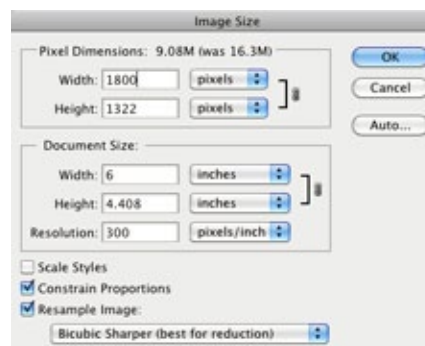 Image Size
Pixel Dimensions: 9.08M (was 16.3M)
Width: 1800 pixels
Height: 1322 pixels
OK
Cancel
Auto...
Document Size:
Width: 6 inches
Height: 4.408 inches
Resolution: 300 pixels/inch
Scale Styles
Constrain Proportions
Resample Image:
Bicubic Sharper (best for reduction)